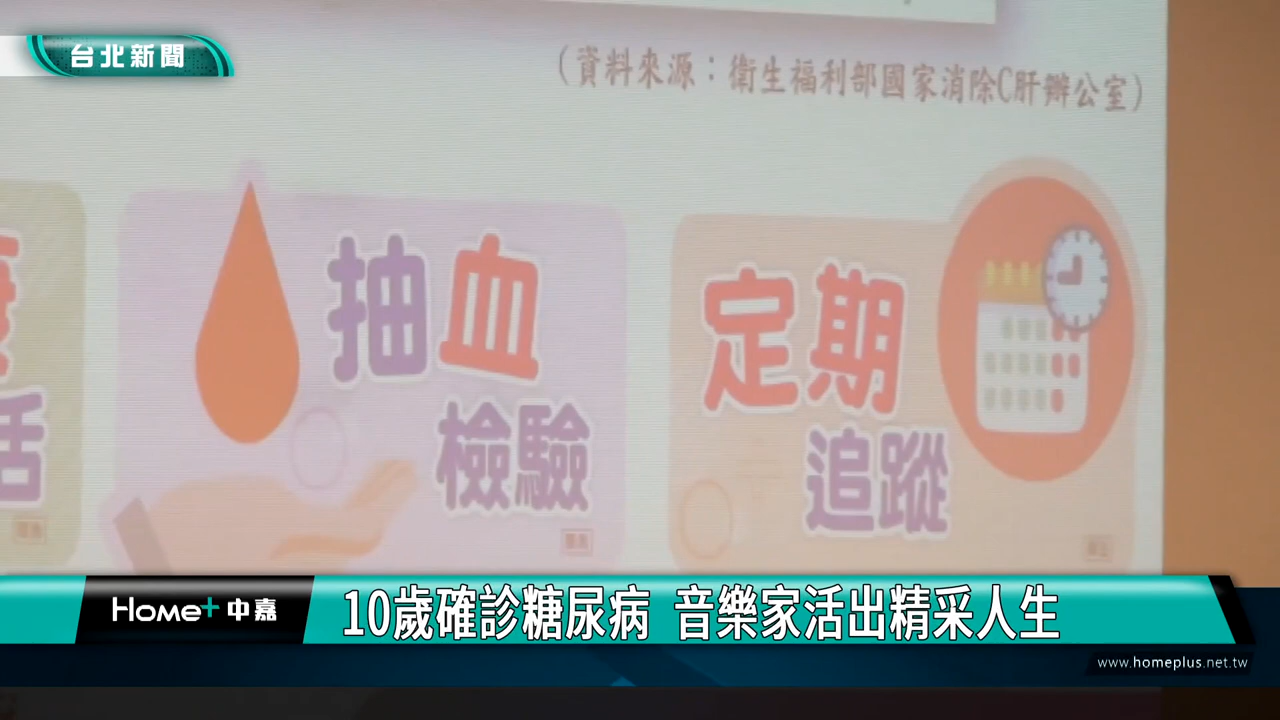 台北新聞
(資料來源：衛生福利部國家消除C肝辦公室)
活
抽血
檢驗
定期
追蹤
Home+中嘉
10歲確診糖尿病 音樂家活出精采人生
www.homeplus.net.tw